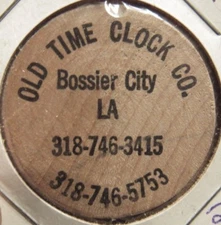 OLD TIME CLOCK CO.
Bossier City
LA
318-746-3415
318-746-5753